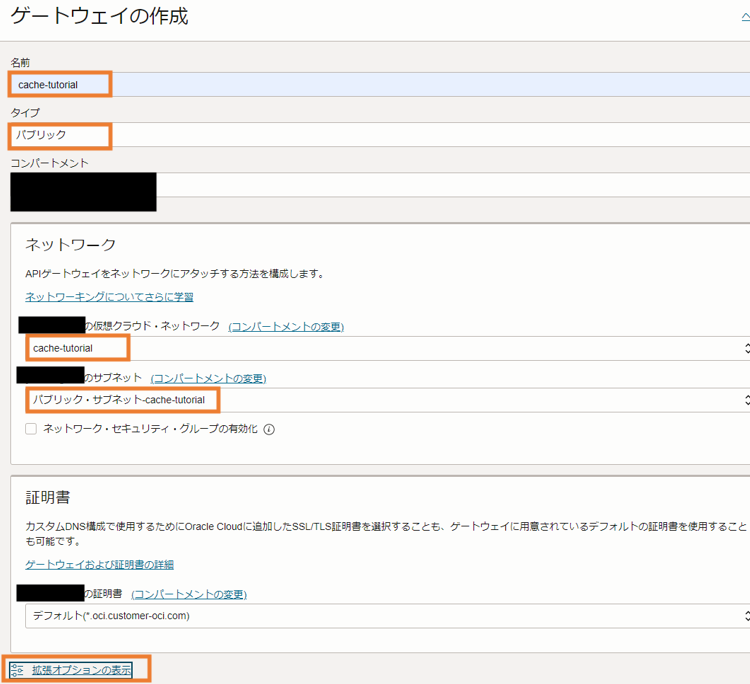 ゲートウェイの作成
名前
cache-tutorial
タイプ
パブリック
コンパートメント
ネットワーク
APIゲートウェイをネットワークにアタッチする方法を構成します。
ネットワーキングについてさらに学習
の仮想クラウド・ネットワーク (コンパートメントの変更)
cache-tutorial
のサブネット (コンパートメントの変更)
パブリック・サブネット-cache-tutorial
ネットワーク・セキュリティ・グループの有効化
証明書
カスタムDNS構成で使用するためにOracle Cloudに追加したSSL/TLS証明書を選択することも、ゲートウェイに用意されているデフォルトの証明書を使用すること
も可能です。
ゲートウェイおよび証明書の詳細
の証明書 (コンパートメントの変更)
デフォルト(*.oci.customer-oci.com)
拡張オプションの表示